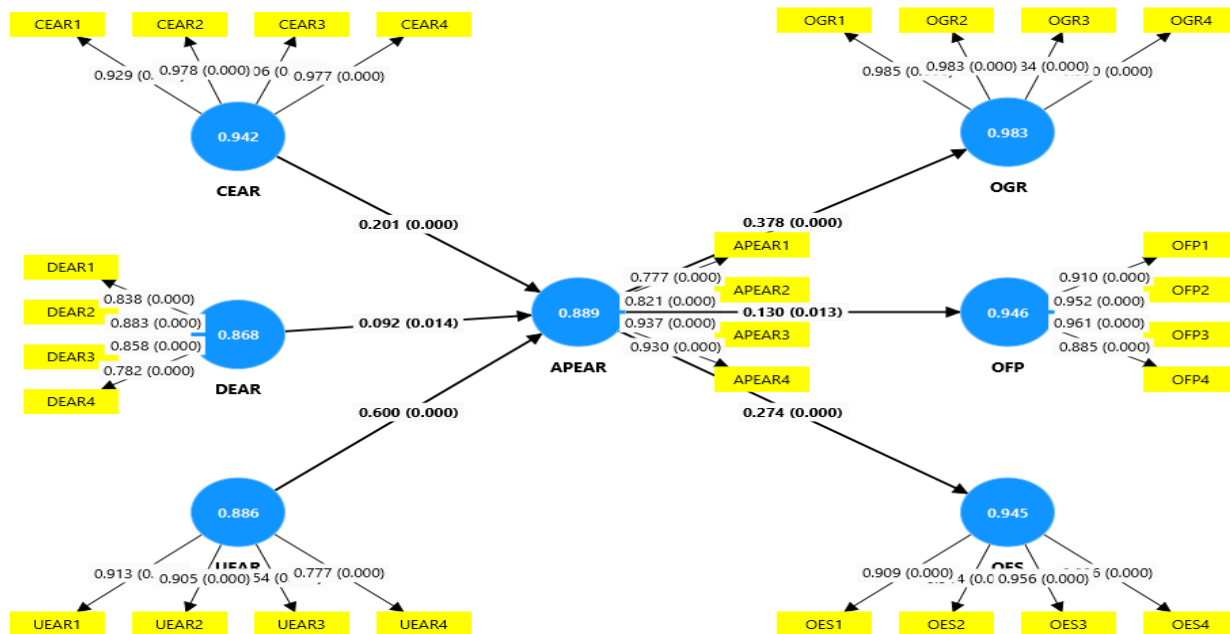 CEAR1
CEAR2
CEAR3
CEAR4
0.929 (0.
0.978 (0.000)
0.977 (0.000)
0.942
CEAR
OGR1
OGR2
OGR3
OGR4
0.985
0.983 (0.000)
34 (0.000)
(0.000)
0.983
OGR
0.201 (0.000)
0.378 (0.000)
DEAR1
DEAR2
DEAR3
DEAR4
0.838 (0.000)
0.883 (0.000)
0.858 (0.000)
0.782 (0.000)
0.868
DEAR
0.092 (0.014)
0.889
APEAR
0.777 (0.000)
0.821 (0.000)
0.937 (0.000)
0.930 (0.000)
APEAR1
APEAR2
APEAR3
APEAR4
0.130 (0.013)
0.946
OFP
0.910 (0.000)
0.952 (0.000)
0.961 (0.000)
0.885 (0.000)
OFP1
OFP2
OFP3
OFP4
0.600 (0.000)
0.274 (0.000)
0.886
UEAR
0.913 (0.
0.905 (0.000)
0.777 (0.000)
UEAR1
UEAR2
UEAR3
UEAR4
0.945
OES
0.909 (0.000)
0.956 (0.000)
(0.000)
OES1
OES2
OES3
OES4